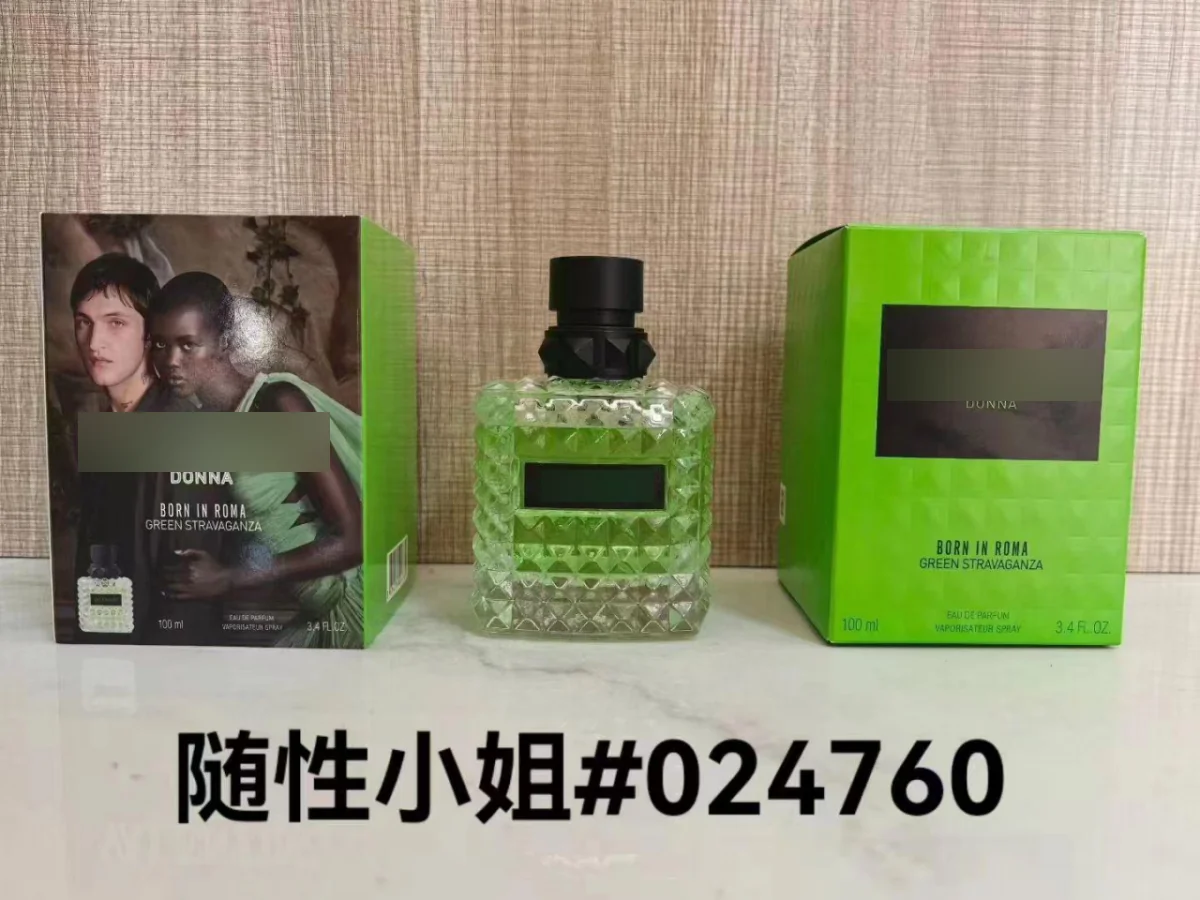 DONNA
BORN IN ROMA
GREEN STRAVAGANZA
100 ml
EAU DE PARFUM
VAPORISATEUR SPRAY
3,4 FL.OZ.
DONNA
BORN IN ROMA
GREEN STRAVAGANZA
100 ml
EAU DE PARFUM
VAPORISATEUR SPRAY
3.4 FL.OZ.
随性小姐#024760